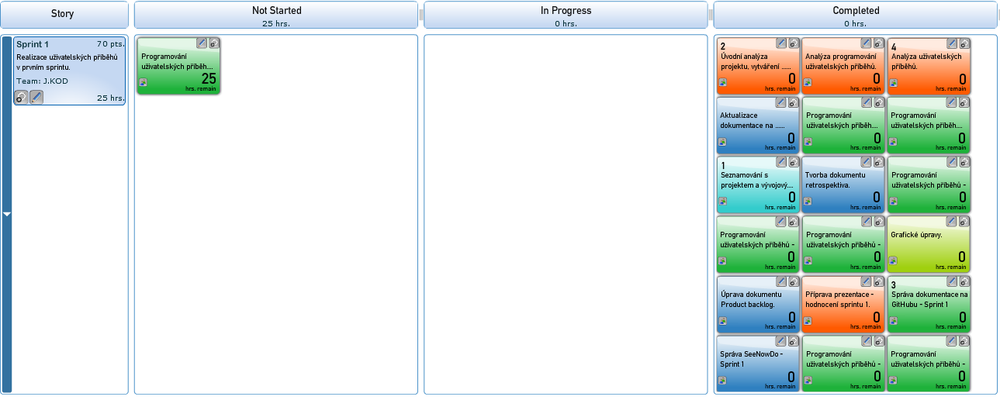 Story
Not Started
25 hrs.
In Progress
0 hrs.
Completed
0 hrs.
Sprint 1 70 pts.
Realizace uživatelských příběhů
v prvním sprintu.
Team: J.KOD
25 hrs.
Programování
uživatelských příběh....
25
hrs. remain
2
Úvodní analýza
projektu, vytváření ......
0
hrs. remain
Analýza programování
uživatelských příběhů.
0
hrs. remain
4
Analýza uživatelských
příběhů.
0
hrs. remain
Aktualizace
dokumentace na ......
0
hrs. remain
Programování
uživatelských příběh....
0
hrs. remain
Programování
uživatelských příběh....
0
hrs. remain
1
Seznamování s
projektem a vývojový....
0
hrs. remain
Tvorba dokumentu
retrospektiva.
0
hrs. remain
Programování
uživatelských příběhů -
0
hrs. remain
Programování
uživatelských příběhů -
0
hrs. remain
Programování
uživatelských příběhů -
0
hrs. remain
Grafické úpravy.
0
hrs. remain
Úprava dokumentu
Product backlog.
0
hrs. remain
Příprava prezentace -
hodnocení sprintu 1.
0
hrs. remain
3
Správa dokumentace na
GitHubu - Sprint 1
0
hrs. remain
Správa SeeNowDo -
Sprint 1
0
hrs. remain
Programování
uživatelských příběhů -
0
hrs. remain
Programování
uživatelských příběhů -
0
hrs. remain